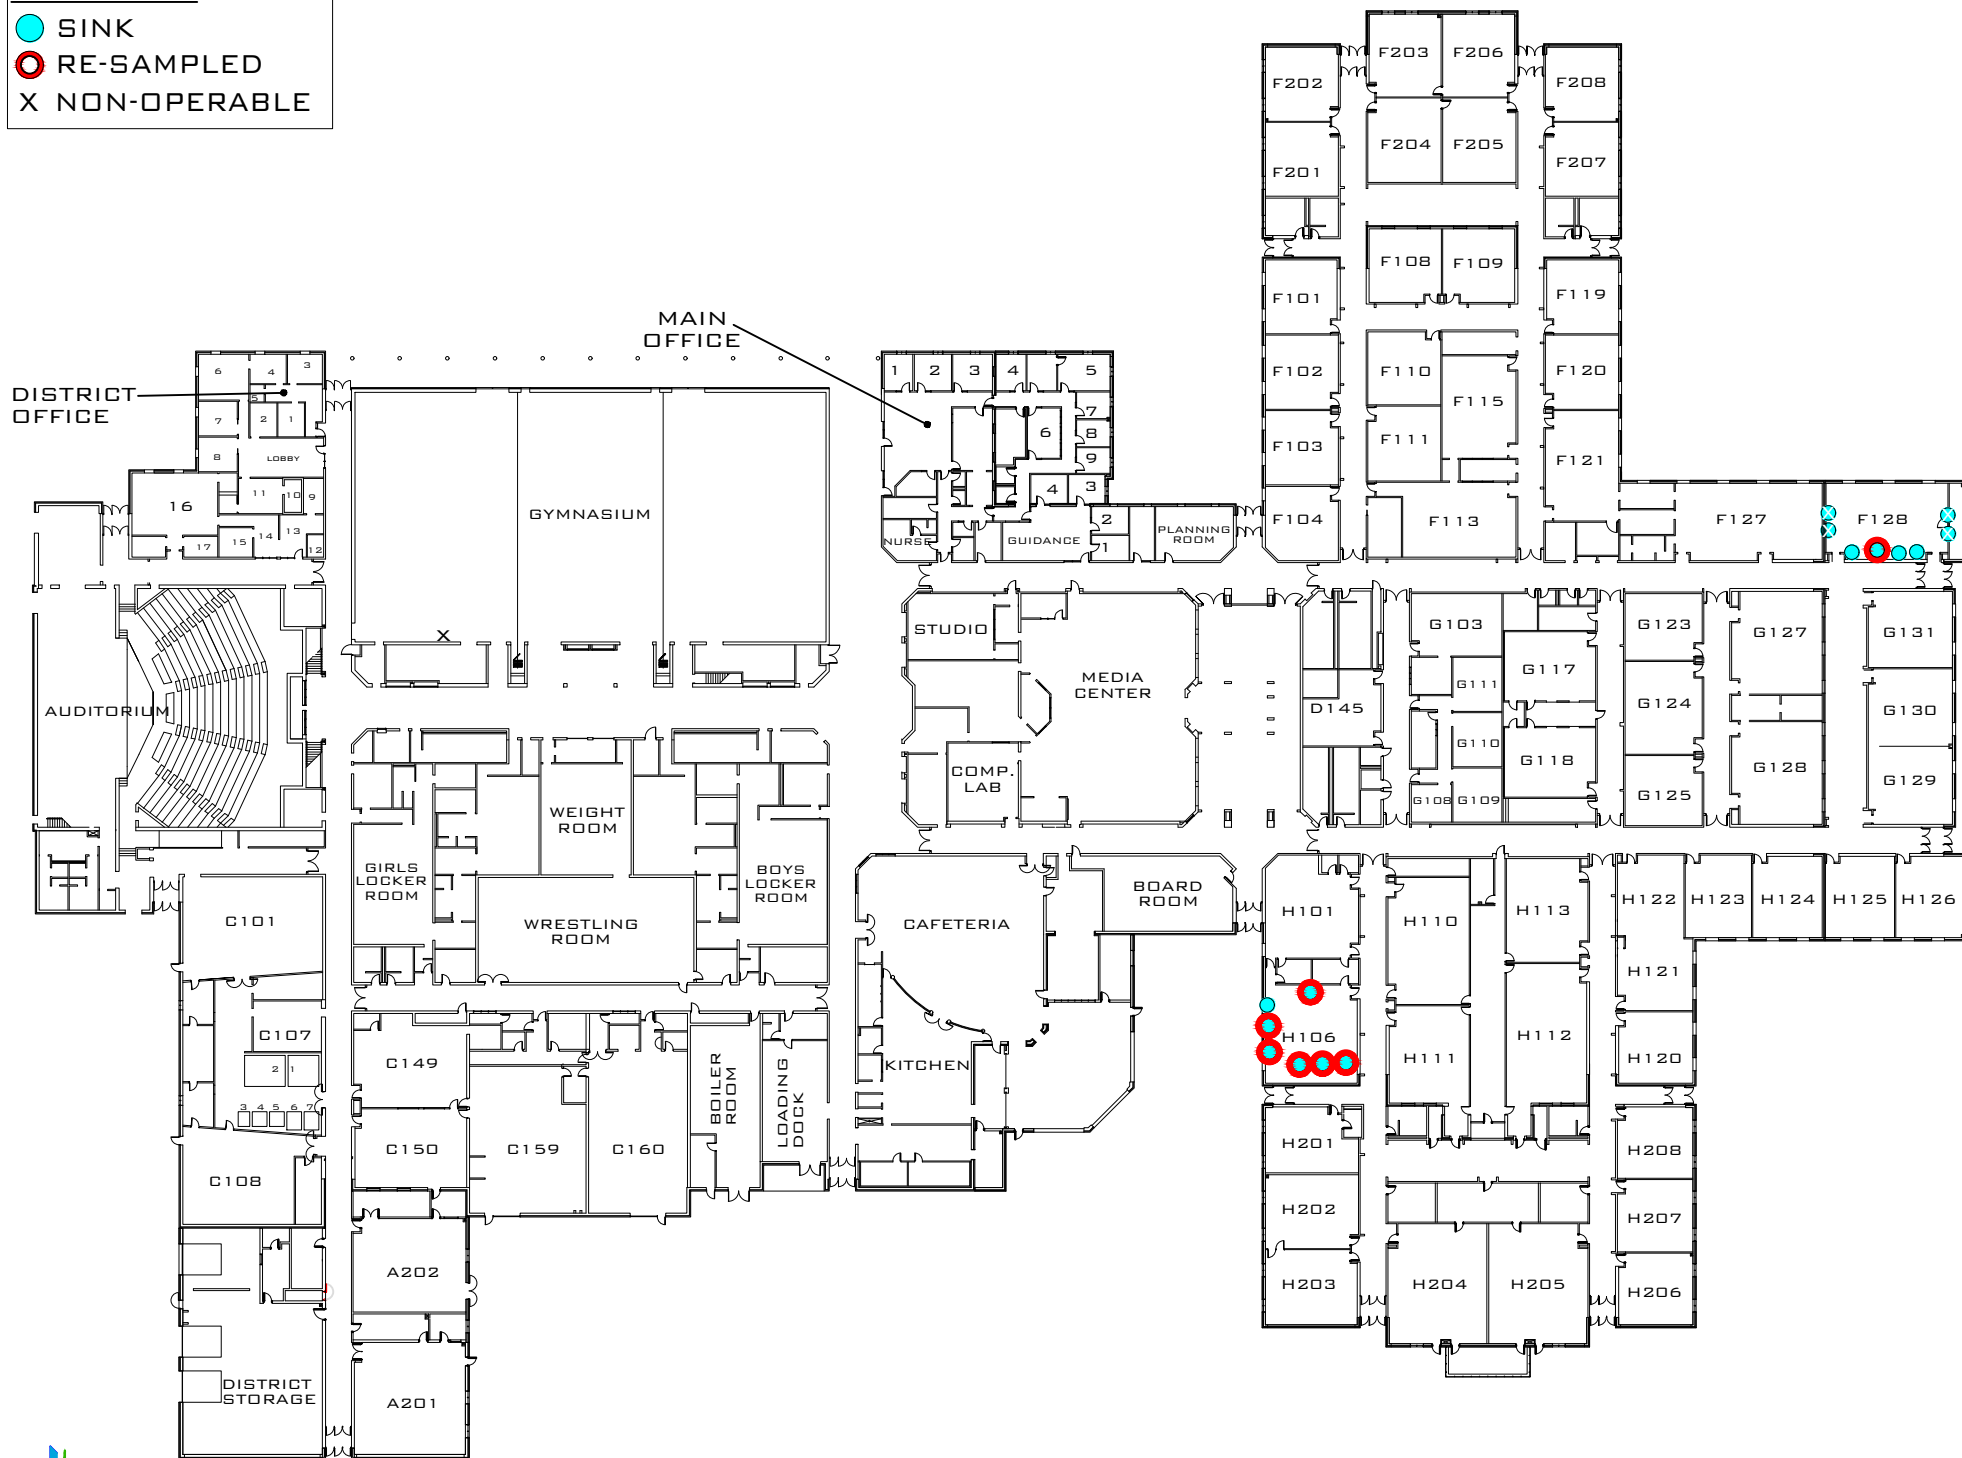 SINK
RE-SAMPLED
X NON-OPERABLE
F203
F206
F202
F208
F204
F205
F201
F207
F108
F109
F101
F119
MAIN
OFFICE
DISTRICT
OFFICE
6
4
3
5
7
2
1
8
LOBBY
11
10
9
16
13
14
15
17
12
GYMNASIUM
X
1
2
3
4
5
7
6
8
9
4
3
2
1
NURSE
GUIDANCE
PLANNING
ROOM
F102
F110
F120
F115
F103
F111
F121
F104
F113
F127
F128
AUDITORIUM
STUDIO
MEDIA
CENTER
COMP.
LAB
D145
G103
G117
G111
G110
G118
G108
G109
G123
G124
G125
G127
G128
G131
G130
G129
WEIGHT
ROOM
GIRLS
LOCKER
ROOM
BOYS
LOCKER
ROOM
WRESTLING
ROOM
CAFETERIA
BOARD
ROOM
KITCHEN
C101
C107
2
1
3
4
5
6
7
C108
C149
C150
C159
C160
BOILER
ROOM
LOADING
DOCK
H101
H106
H110
H111
H113
H112
H122
H123
H124
H125
H126
H121
H120
H201
H202
H203
H204
H205
H208
H207
H206
A202
A201
DISTRICT
STORAGE